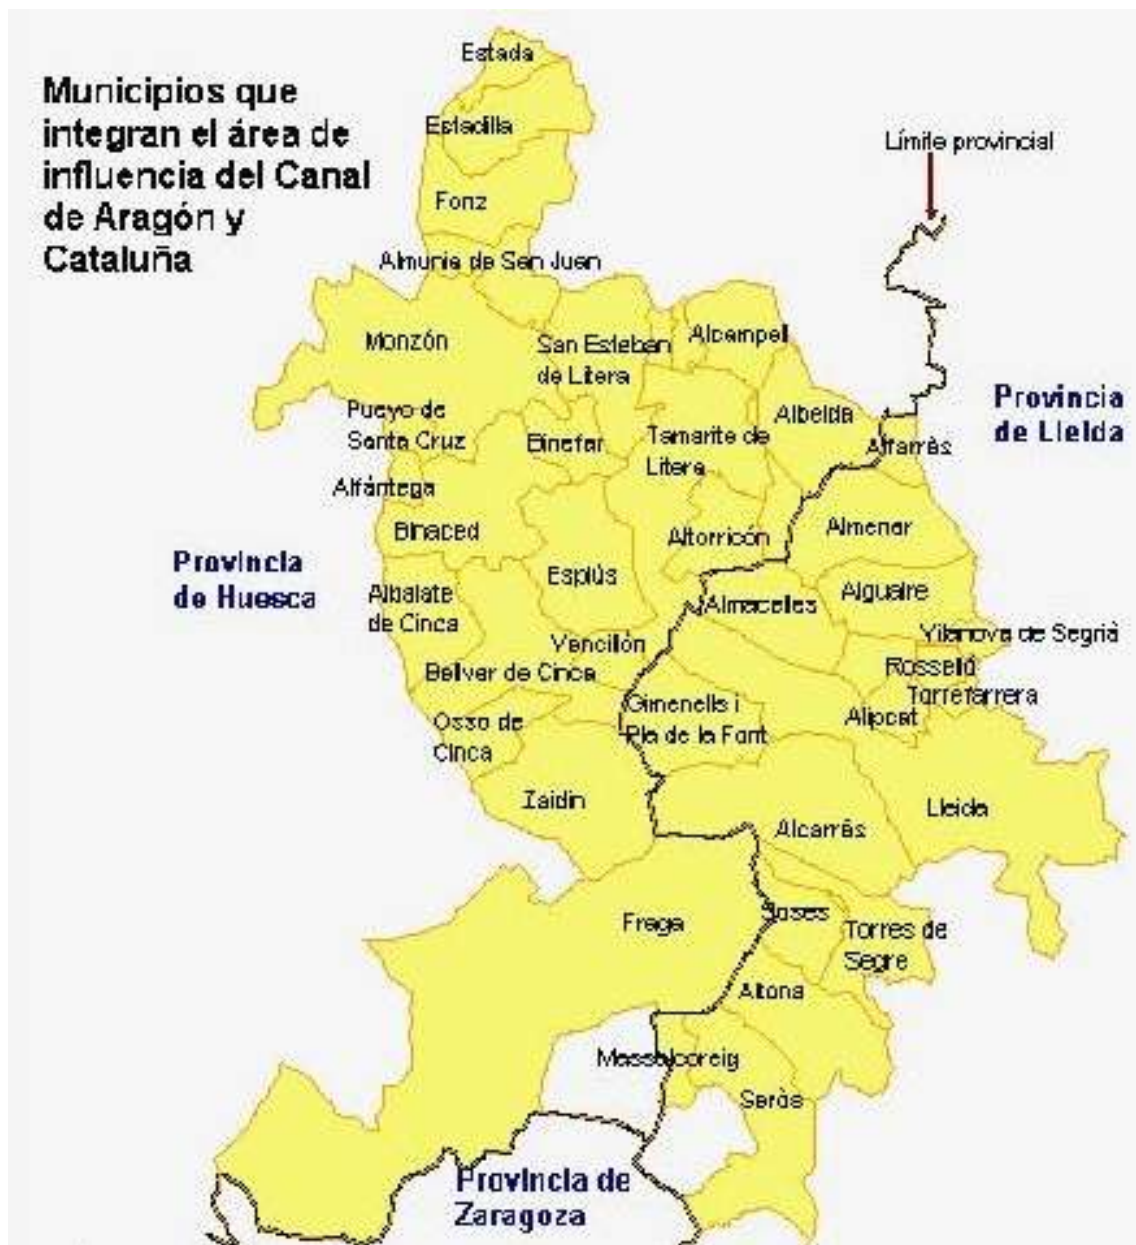 Municipios que
integran el área de
influencia del Canal
de Aragón y
Cataluña
Estada
Estadilla
Fonz
Límite provincial
Almunia de San Juan
Monzón
San Esteban
de Litera
Alcampel
Provincia
de Lleida
Pueyo de
Santa Cruz
Binefar
Tamarite de
Litera
Albelda
Alfarràs
Alfántega
Binaced
Altorricón
Almenar
Provincia
de Huesca
Albalate
de Cinca
Esplús
Almacelles
Alguaire
Vencillón
Vilanova de Segrià
Belver de Cinca
Rosselló
Torrefarrera
Gimenells i
Pla de la Font
Alipcat
Osso de
Cinca
Zaidin
Alcarràs
Lleida
Fraga
Soses
Torres de
Segre
Aitona
Massalcoreig
Seròs
Provincia de
Zaragoza